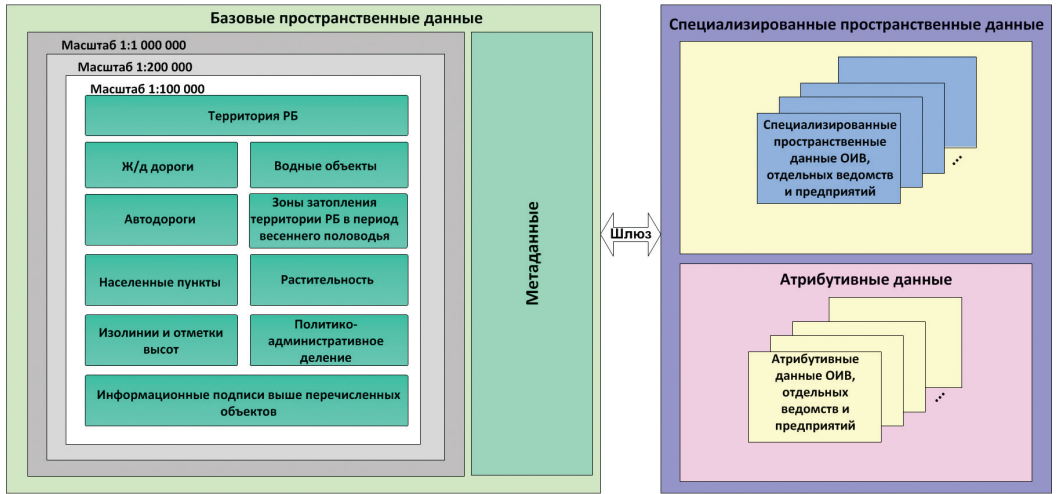 Базовые пространственные данные
Масштаб 1:1 000 000
Масштаб 1:200 000
Масштаб 1:100 000
Территория РБ
Ж/д дороги
Водные объекты
Автодороги
Зоны затопления
территории РБ в период
весеннего половодья
Населенные пункты
Растительность
Изолинии и отметки
высот
Политико-
административное
деление
Информационные подписи выше перечисленных
объектов
Метаданные
Шлюз
Специализированные пространственные данные
Специализированные
пространственные
данные ОИВ,
отдельных ведомств
и предприятий
...
Атрибутивные данные
Атрибутивные
данные ОИВ,
отдельных
ведомств и
предприятий
...